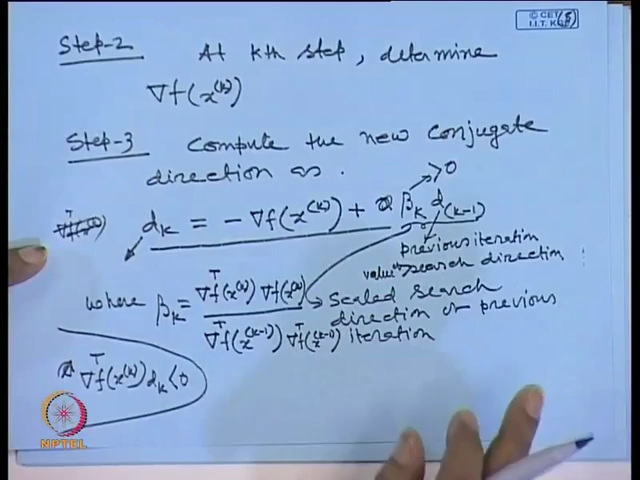 © CET
I.I.T. KGP
(8)
Step-2 At kth step, determine
∇f(x^(k))
Step-3 Compute the new conjugate
direction as.
d_k = -∇f(x^(k)) + β_k d_(k-1)
>0
previous iteration
value search direction
where β_k = ∇^T f(x^(k)) ∇f(x^(k)) / ∇^T f(x^(k-1)) ∇f(x^(k-1))
Scaled search
direction of previous
iteration
∇^T f(x^(k)) d_k < 0
NPTEL